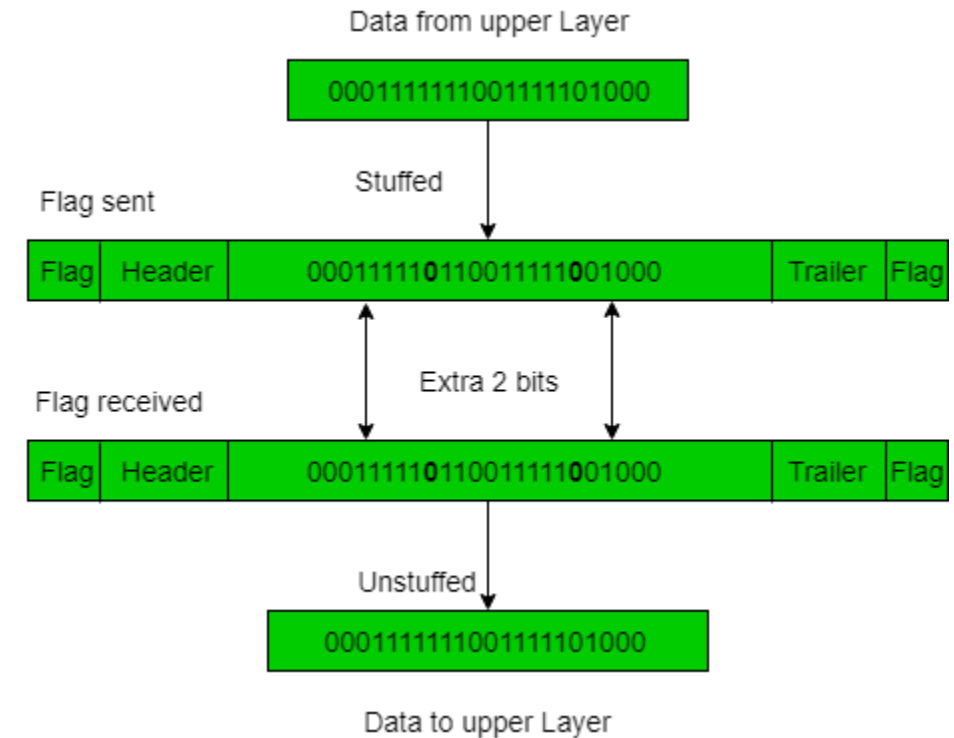 Data from upper Layer
0001111111001111101000
Stuffed
Flag sent
Flag Header 000111110110011111001000 Trailer Flag
Extra 2 bits
Flag received
Flag Header 000111110110011111001000 Trailer Flag
Unstuffed
0001111111001111101000
Data to upper Layer